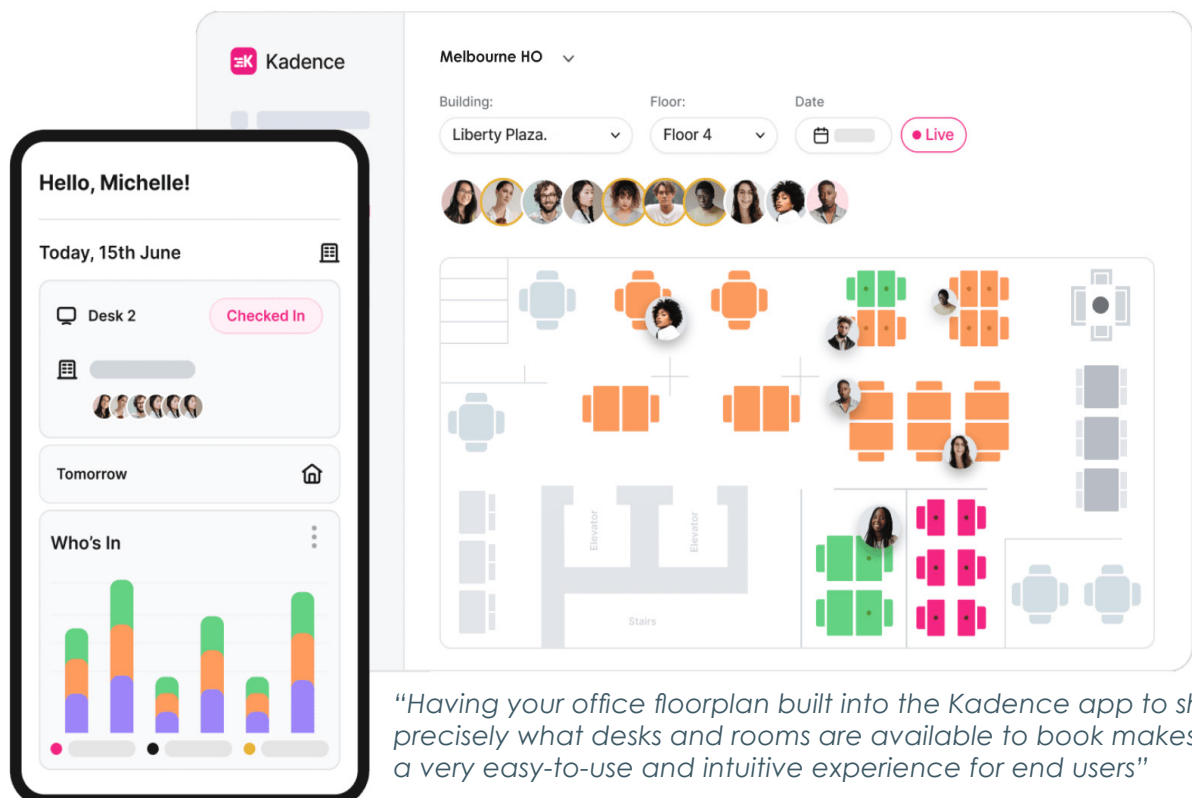 Kadence
Melbourne HO
Building:
Floor:
Date
Liberty Plaza.
Floor 4
Live
Hello, Michelle!
Today, 15th June
Desk 2
Checked In
Tomorrow
Who's In
Elevator
Elevator
Stairs
“Having your office floorplan built into the Kadence app to
precisely what desks and rooms are available to book makes
a very easy-to-use and intuitive experience for end users”